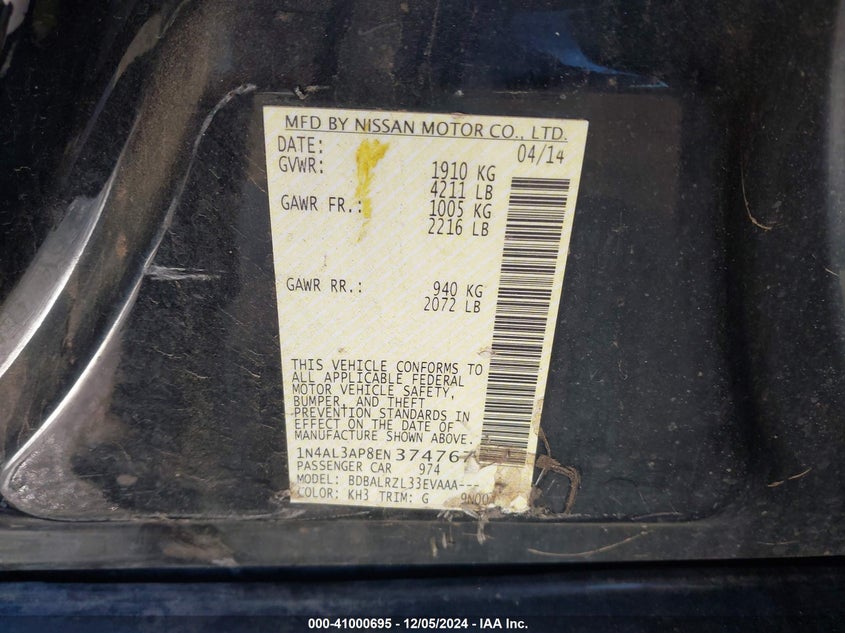 MFD BY NISSAN MOTOR CO., LTD.
DATE: 04/14
GVWR: 1910 KG
4211 LB
GAWR FR.: 1005 KG
2216 LB
GAWR RR.: 940 KG
2072 LB
THIS VEHICLE CONFORMS TO
ALL APPLICABLE FEDERAL
MOTOR VEHICLE SAFETY,
BUMPER, AND THEFT
PREVENTION STANDARDS IN
EFFECT ON THE DATE OF
MANUFACTURE SHOWN ABOVE.
1N4AL3AP8EN 374767
PASSENGER CAR 974
MODEL: BDBALRZL33EVAAA---
COLOR: KH3 TRIM: G
000-41000695 - 12/05/2024 - IAA Inc.